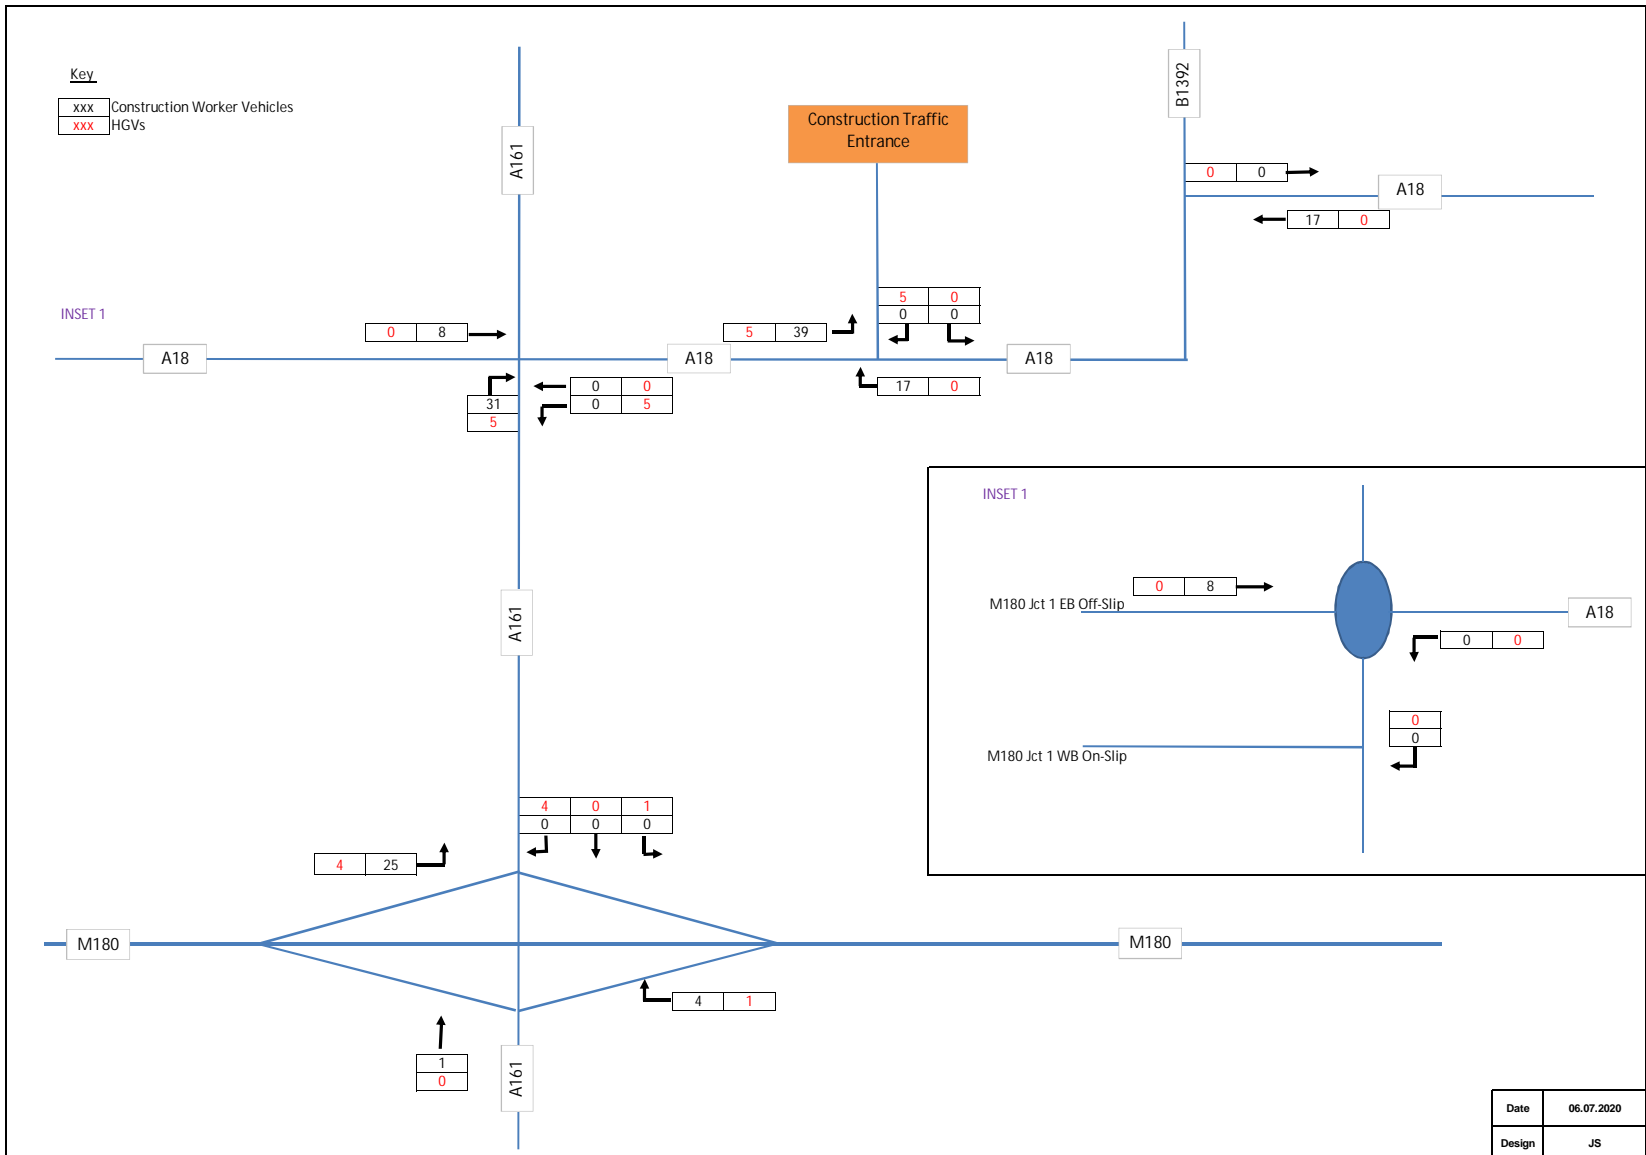 Key
xxx Construction Worker Vehicles
xxx HGVs
B1392
A161
Construction Traffic
Entrance
0 0
A18
17 0
INSET 1
5 0
0 0
0 8
5 39
A18
A18
A18
17 0
0 0
0 5
31
5
INSET 1
0 8
M180 Jct 1 EB Off-Slip
A18
0 0
A161
0
0
M180 Jct 1 WB On-Slip
4 0 1
0 0 0
4 25
M180
M180
4 1
1
0
A161
Date 06.07.2020
Design JS